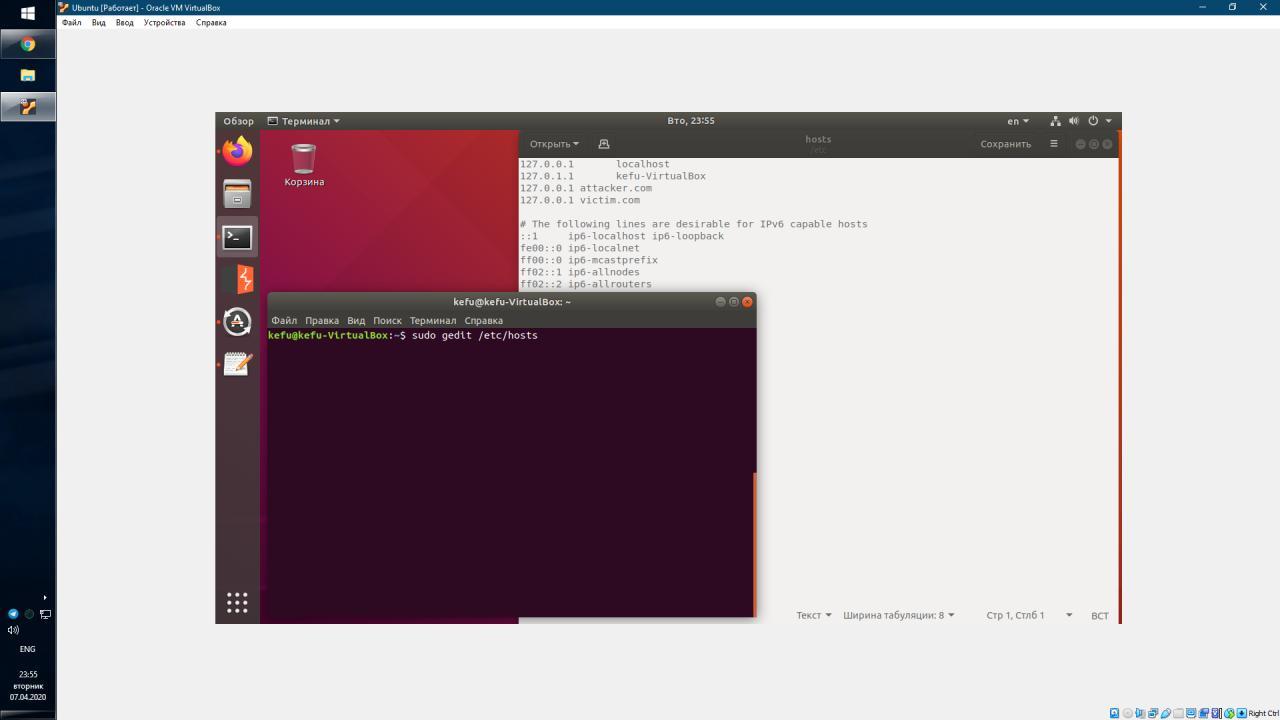 Ubuntu [Работает] - Oracle VM VirtualBox
Файл Вид Ввод Устройства Справка
Обзор Терминал Вто, 23:55 en
Открыть hosts Сохранить
/etc
Корзина
127.0.0.1 localhost
127.0.1.1 kefu-VirtualBox
127.0.0.1 attacker.com
127.0.0.1 victim.com
# The following lines are desirable for IPv6 capable hosts
::1 ip6-localhost ip6-loopback
fe00::0 ip6-localnet
ff00::0 ip6-mcastprefix
ff02::1 ip6-allnodes
ff02::2 ip6-allrouters
kefu@kefu-VirtualBox: ~
Файл Правка Вид Поиск Терминал Справка
kefu@kefu-VirtualBox:~$ sudo gedit /etc/hosts
Текст Ширина табуляции: 8 Стр 1, Стлб 1 ВСТ
ENG
23:55
вторник
07.04.2020
Right Ctrl